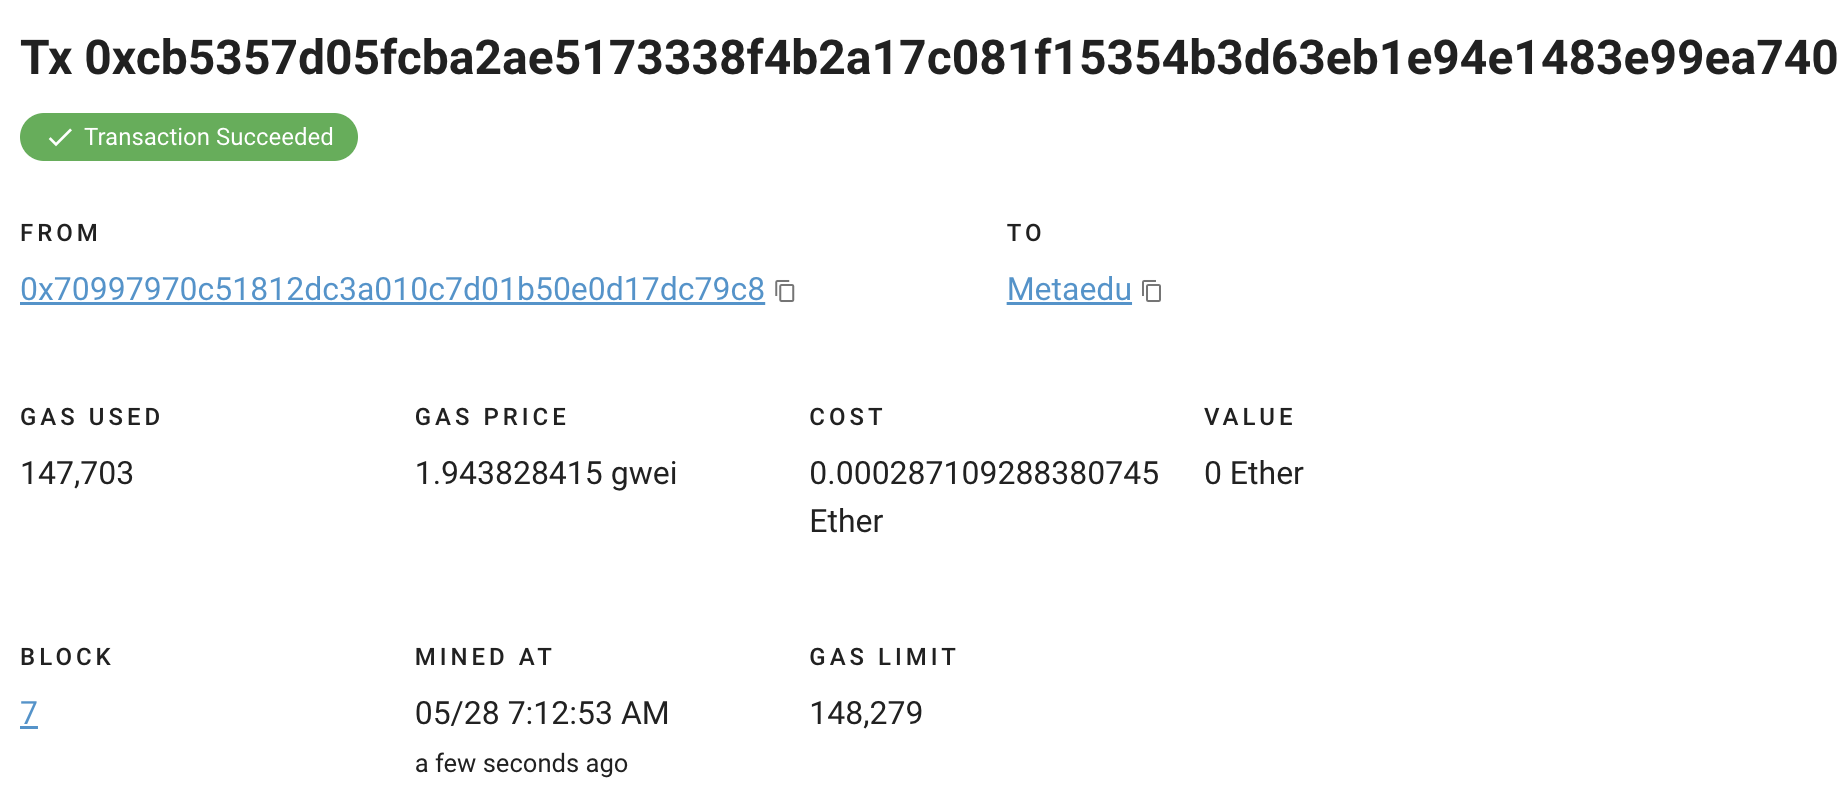 Tx 0xcb5357d05fcba2ae5173338f4b2a17c081f15354b3d63eb1e94e1483e99ea740
Transaction Succeeded
FROM
TO
0x70997970c51812dc3a010c7d01b50e0d17dc79c8
Metaedu
GAS USED
GAS PRICE
COST
VALUE
147,703
1.943828415 gwei
0.000287109288380745
Ether
0 Ether
BLOCK
MINED AT
GAS LIMIT
7
05/28 7:12:53 AM
148,279
a few seconds ago